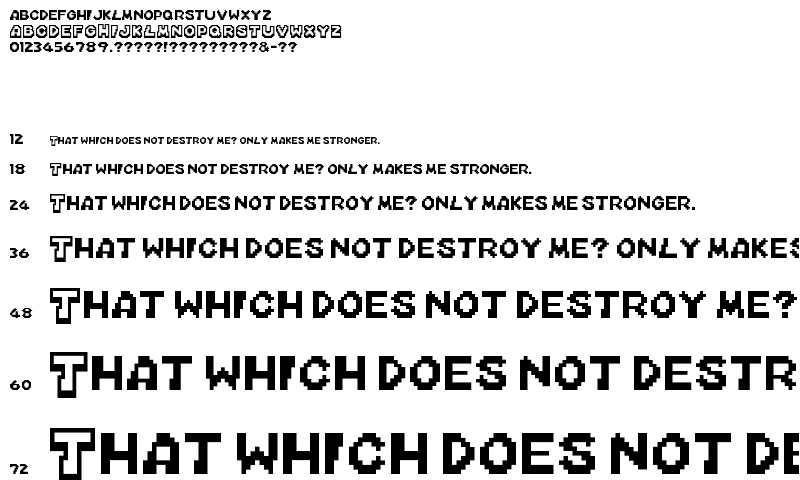 ABCDEFGHIJKLMNOPQRSTUVWXYZ
ABCDEFGHIJKLMNOPQRSTUVWXYZ
0123456789.?????!?????????&-??
12 THAT WHICH DOES NOT DESTROY ME? ONLY MAKES ME STRONGER.
18 THAT WHICH DOES NOT DESTROY ME? ONLY MAKES ME STRONGER.
24 THAT WHICH DOES NOT DESTROY ME? ONLY MAKES ME STRONGER.
36 THAT WHICH DOES NOT DESTROY ME? ONLY MAKES
48 THAT WHICH DOES NOT DESTROY ME?
60 THAT WHICH DOES NOT DESTR
72 THAT WHICH DOES NOT DE